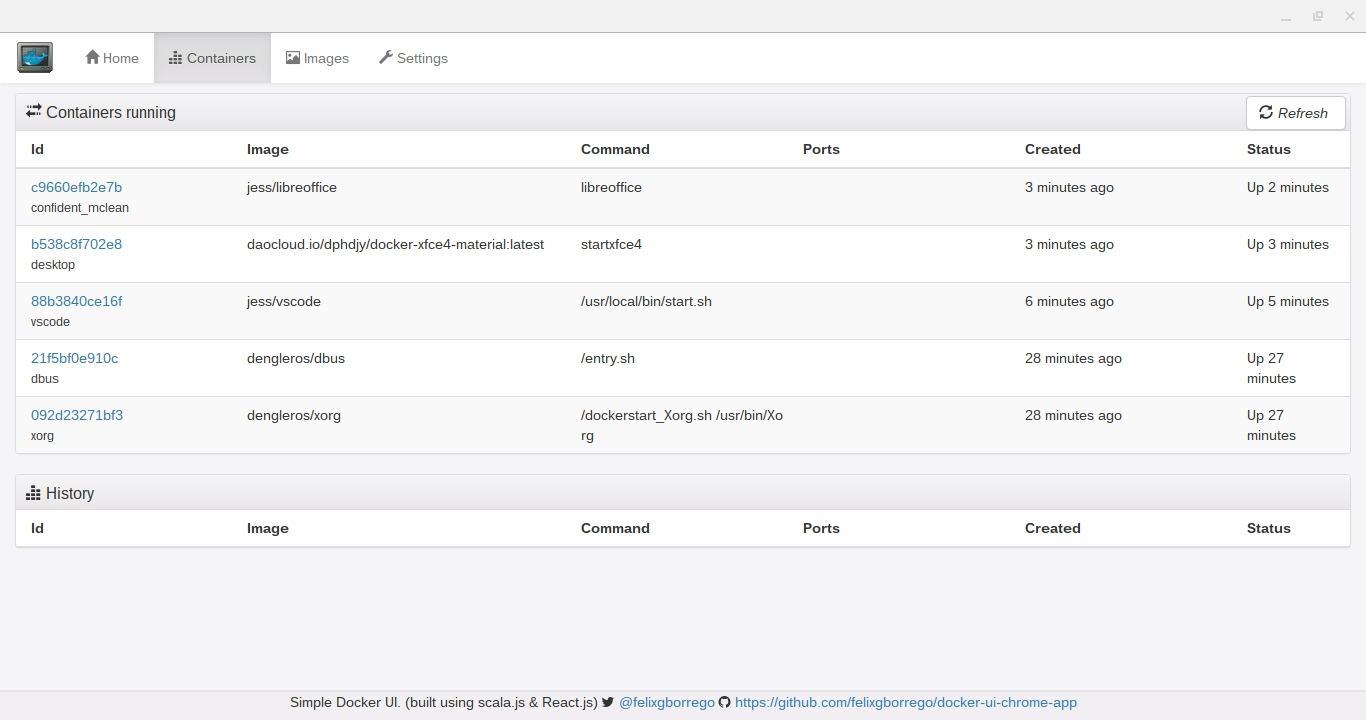 Home Containers Images Settings
Containers running Refresh
Id Image Command Ports Created Status
c9660efb2e7b jess/libreoffice libreoffice 3 minutes ago Up 2 minutes
confident_mclean
b538c8f702e8 daocloud.io/dphdjy/docker-xfce4-material:latest startxfce4 3 minutes ago Up 3 minutes
desktop
88b3840ce16f jess/vscode /usr/local/bin/start.sh 6 minutes ago Up 5 minutes
vscode
21f5bf0e910c dengleros/dbus /entry.sh 28 minutes ago Up 27
dbus minutes
092d23271bf3 dengleros/xorg /dockerstart_Xorg.sh /usr/bin/Xo 28 minutes ago Up 27
xorg rg minutes
History
Id Image Command Ports Created Status
Simple Docker UI. (built using scala.js & React.js) @felixgborrego https://github.com/felixgborrego/docker-ui-chrome-app